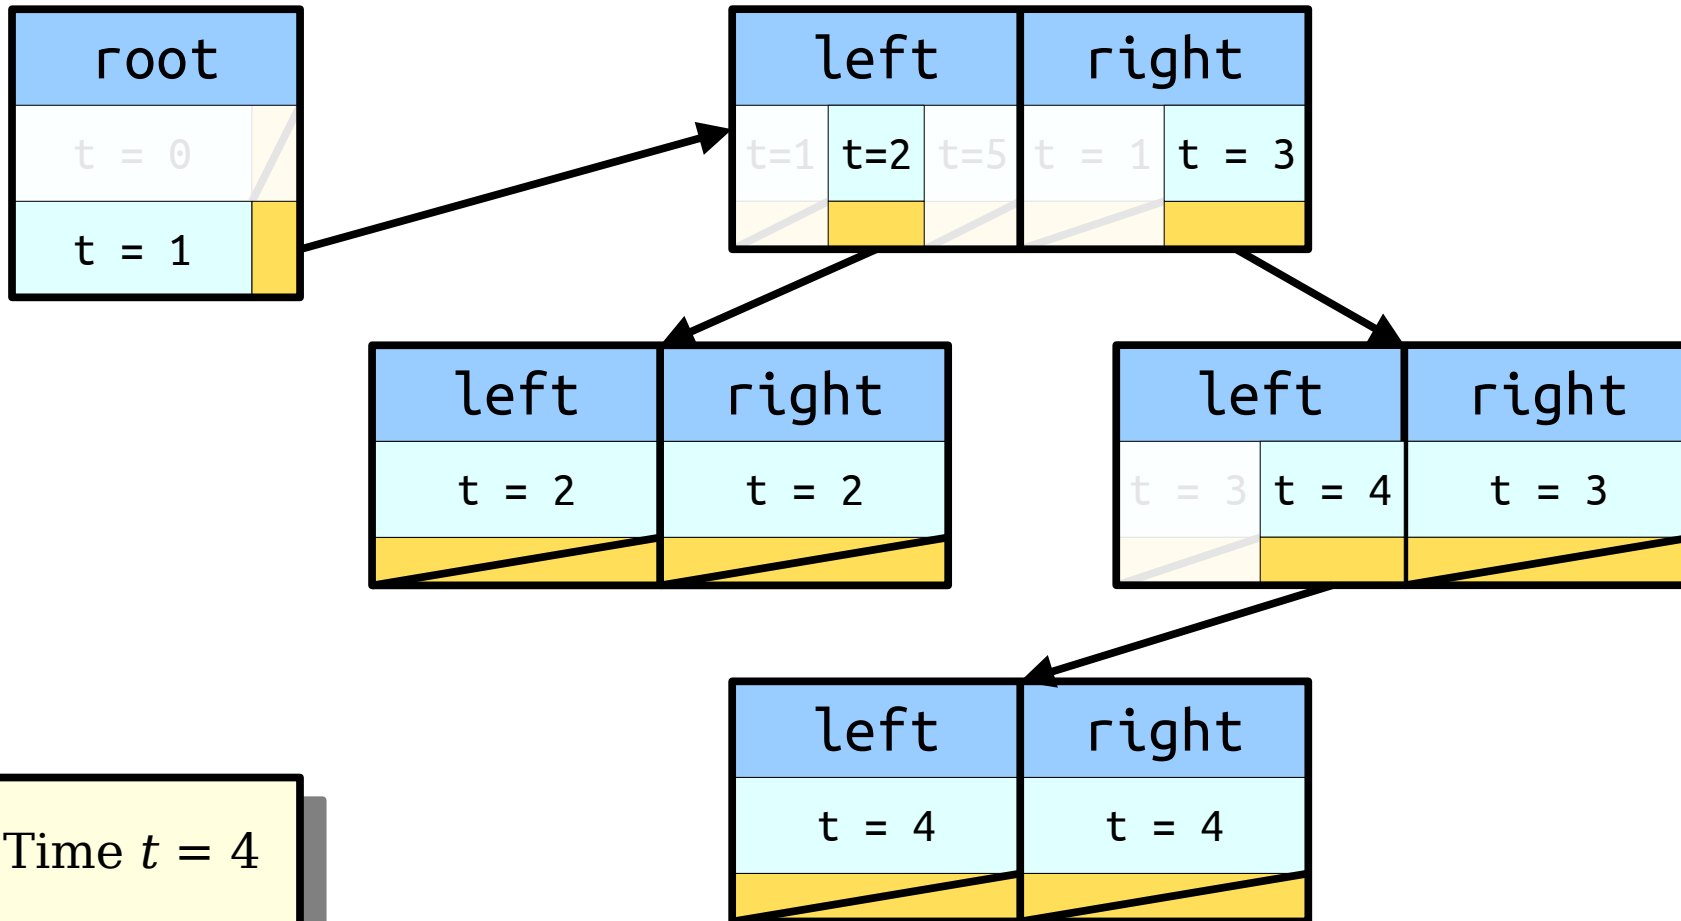 root
t = 0
t = 1
left right
t=1 t=2 t=5 t = 1 t = 3
left right
t = 2 t = 2
left right
t = 3 t = 4 t = 3
left right
t = 4 t = 4
Time t = 4